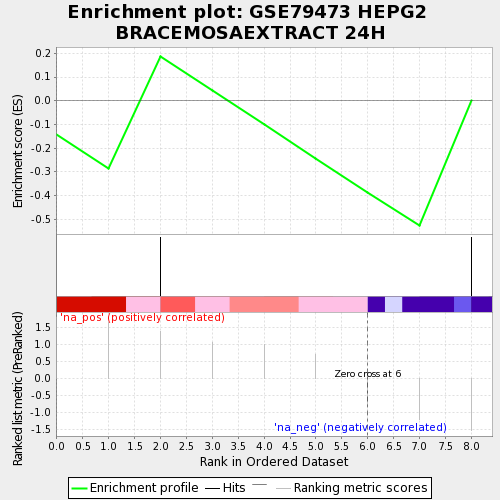 Enrichment plot: GSE79473 HEPG2
BRACEMOSAEXTRACT 24H
Enrichment score (ES)
0.2
0.1
0.0
-0.1
-0.2
-0.3
-0.4
-0.5
'na_pos' (positively correlated)
Ranked list metric (PreRanked)
1.5
1.0
0.5
0.0
-0.5
-1.0
-1.5
Zero cross at 6
'na_neg' (negatively correlated)
0.0 0.5 1.0 1.5 2.0 2.5 3.0 3.5 4.0 4.5 5.0 5.5 6.0 6.5 7.0 7.5 8.0
Rank in Ordered Dataset
Enrichment profile Hits Ranking metric scores